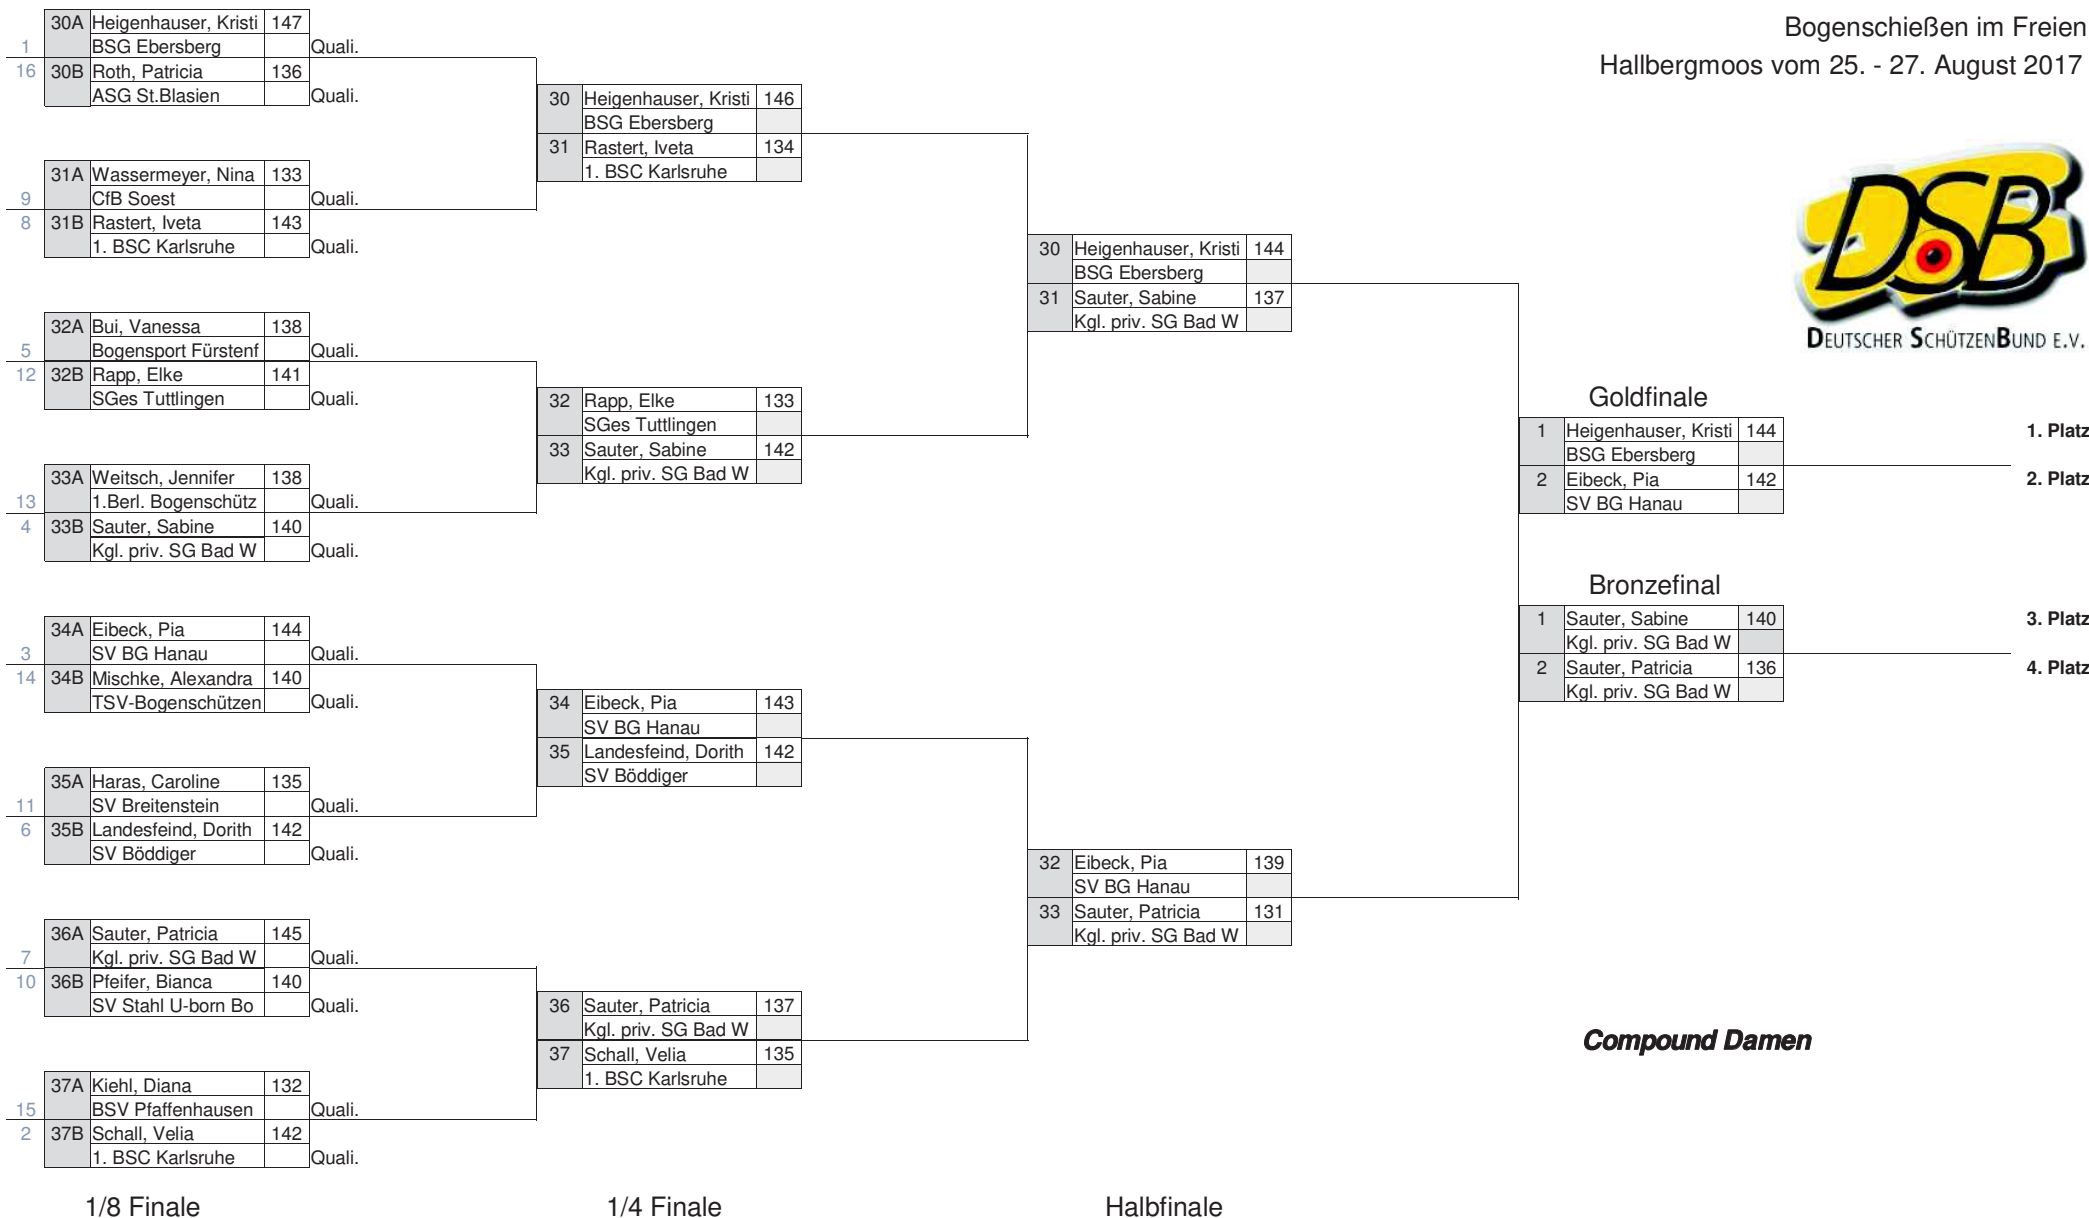 Bogenschießen im Freien
Hallbergmoos vom 25. - 27. August 2017
DSB
DEUTSCHER SCHÜTZENBUND E.V.
30A Heigenhauser, Kristi 147
1 BSG Ebersberg Quali.
16 30B Roth, Patricia 136
ASG St.Blasien Quali.
31A Wassermeyer, Nina 133
9 CfB Soest Quali.
8 31B Rastert, Iveta 143
1. BSC Karlsruhe Quali.
32A Bui, Vanessa 138
5 Bogensport Fürstenf Quali.
12 32B Rapp, Elke 141
SGes Tuttlingen Quali.
33A Weitsch, Jennifer 138
13 1.Berl. Bogenschütz Quali.
4 33B Sauter, Sabine 140
Kgl. priv. SG Bad W Quali.
34A Eibeck, Pia 144
3 SV BG Hanau Quali.
14 34B Mischke, Alexandra 140
TSV-Bogenschützen Quali.
35A Haras, Caroline 135
11 SV Breitenstein Quali.
6 35B Landesfeind, Dorith 142
SV Böddiger Quali.
36A Sauter, Patricia 145
7 Kgl. priv. SG Bad W Quali.
10 36B Pfeifer, Bianca 140
SV Stahl U-born Bo Quali.
37A Kiehl, Diana 132
15 BSV Pfaffenhausen Quali.
2 37B Schall, Velia 142
1. BSC Karlsruhe Quali.
1/8 Finale
30 Heigenhauser, Kristi 146
BSG Ebersberg
31 Rastert, Iveta 134
1. BSC Karlsruhe
32 Rapp, Elke 133
SGes Tuttlingen
33 Sauter, Sabine 142
Kgl. priv. SG Bad W
34 Eibeck, Pia 143
SV BG Hanau
35 Landesfeind, Dorith 142
SV Böddiger
36 Sauter, Patricia 137
Kgl. priv. SG Bad W
37 Schall, Velia 135
1. BSC Karlsruhe
1/4 Finale
30 Heigenhauser, Kristi 144
BSG Ebersberg
31 Sauter, Sabine 137
Kgl. priv. SG Bad W
32 Eibeck, Pia 139
SV BG Hanau
33 Sauter, Patricia 131
Kgl. priv. SG Bad W
Halbfinale
Goldfinale
1 Heigenhauser, Kristi 144 1. Platz
BSG Ebersberg
2 Eibeck, Pia 142 2. Platz
SV BG Hanau
Bronzefinal
1 Sauter, Sabine 140 3. Platz
Kgl. priv. SG Bad W
2 Sauter, Patricia 136 4. Platz
Kgl. priv. SG Bad W
Compound Damen